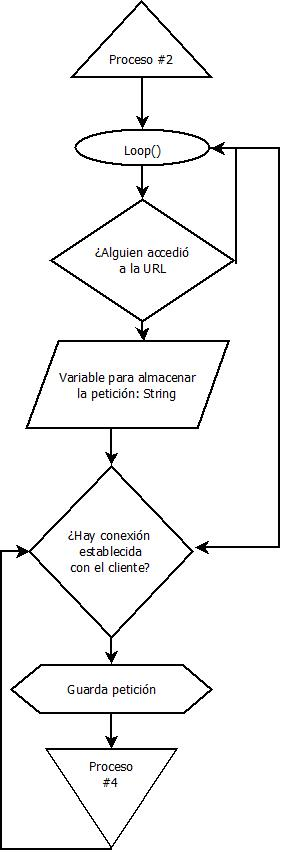 Proceso #2
Loop()
¿Alguien accedió
a la URL
Variable para almacenar
la petición: String
¿Hay conexión
establecida
con el cliente?
Guarda petición
Proceso
#4